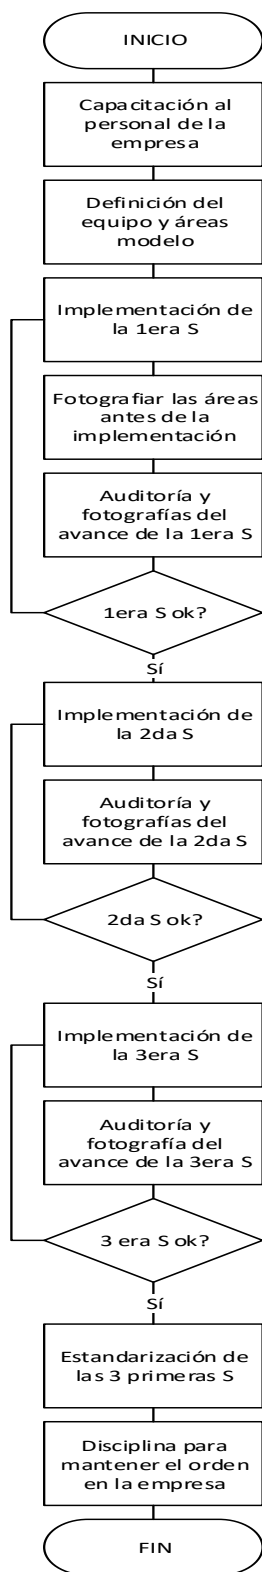 INICIO
Capacitación al
personal de la
empresa
Definición del
equipo y áreas
modelo
Implementación de
la 1era S
Fotografiar las áreas
antes de la
implementación
Auditoría y
fotografías del
avance de la 1era S
1era S ok?
Sí
Implementación de
la 2da S
Auditoría y
fotografías del
avance de la 2da S
2da S ok?
Sí
Implementación de
la 3era S
Auditoría y
fotografía del
avance de la 3era S
3 era S ok?
Sí
Estandarización de
las 3 primeras S
Disciplina para
mantener el orden
en la empresa
FIN